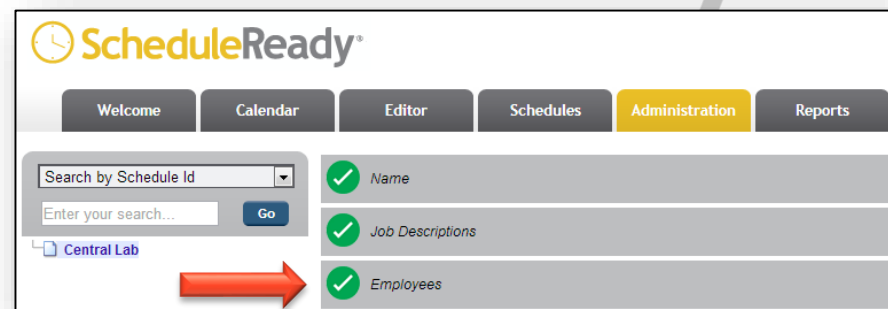 ScheduleReady®
Welcome Calendar Editor Schedules Administration Reports
Search by Schedule Id
Enter your search... Go
Central Lab
Name
Job Descriptions
Employees